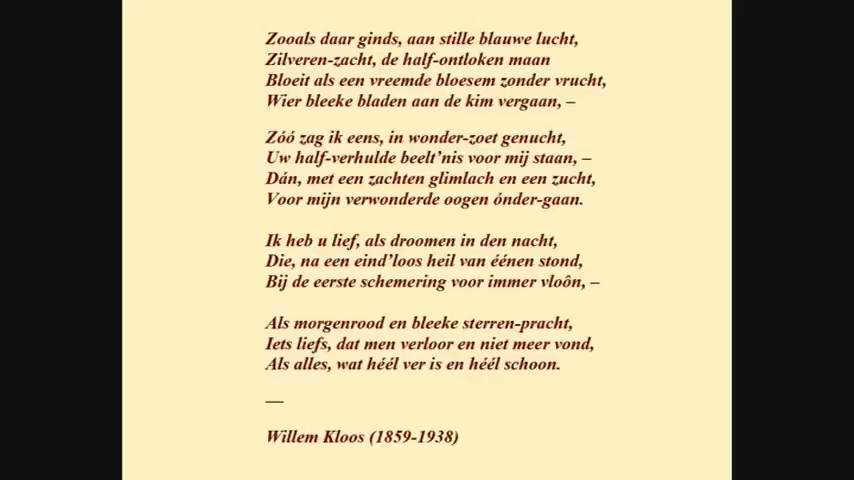 Zooals daar ginds, aan stille blauwe lucht,
Zilveren-zacht, de half-ontloken maan
Bloeit als een vreemde bloesem zonder vrucht,
Wier bleeke bladen aan de kim vergaan, –
Zóó zag ik eens, in wonder-zoet genucht,
Uw half-verhulde beelt’nis voor mij staan, –
Dán, met een zachten glimlach en een zucht,
Voor mijn verwonderde oogen ónder-gaan.
Ik heb u lief, als droomen in den nacht,
Die, na een eind’loos heil van éénen stond,
Bij de eerste schemering voor immer vloôn, –
Als morgenrood en bleeke sterren-pracht,
Iets liefs, dat men verloor en niet meer vond,
Als alles, wat héél ver is en héél schoon.
—
Willem Kloos (1859-1938)